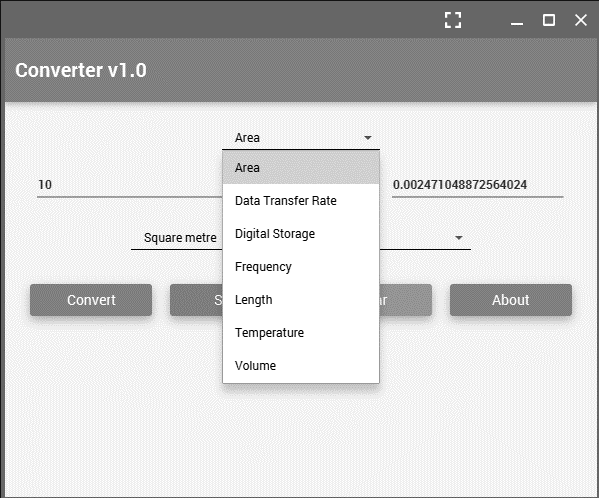 Converter v1.0
Area
Area
10
0.002471048872564024
Data Transfer Rate
Digital Storage
Square metre
Frequency
Length
Convert
About
Temperature
Volume